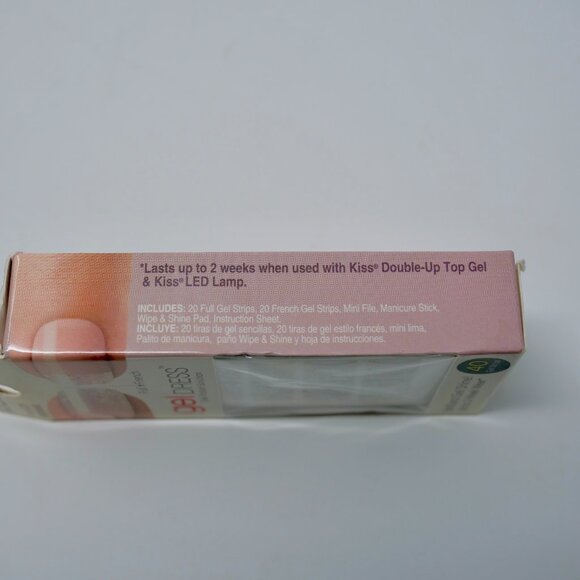 *Lasts up to 2 weeks when used with Kiss® Double-Up Top Gel
& Kiss® LED Lamp.
INCLUDES: 20 Full Gel Strips, 20 French Gel Strips, Mini File, Manicure Stick,
Wipe & Shine Pad, Instruction Sheet.
INCLUYE: 20 tiras de gel sencillas, 20 tiras de gel estilo francés, mini lima,
Palito de manicura, paño Wipe & Shine y hoja de instrucciones.
gel DRESS™
40